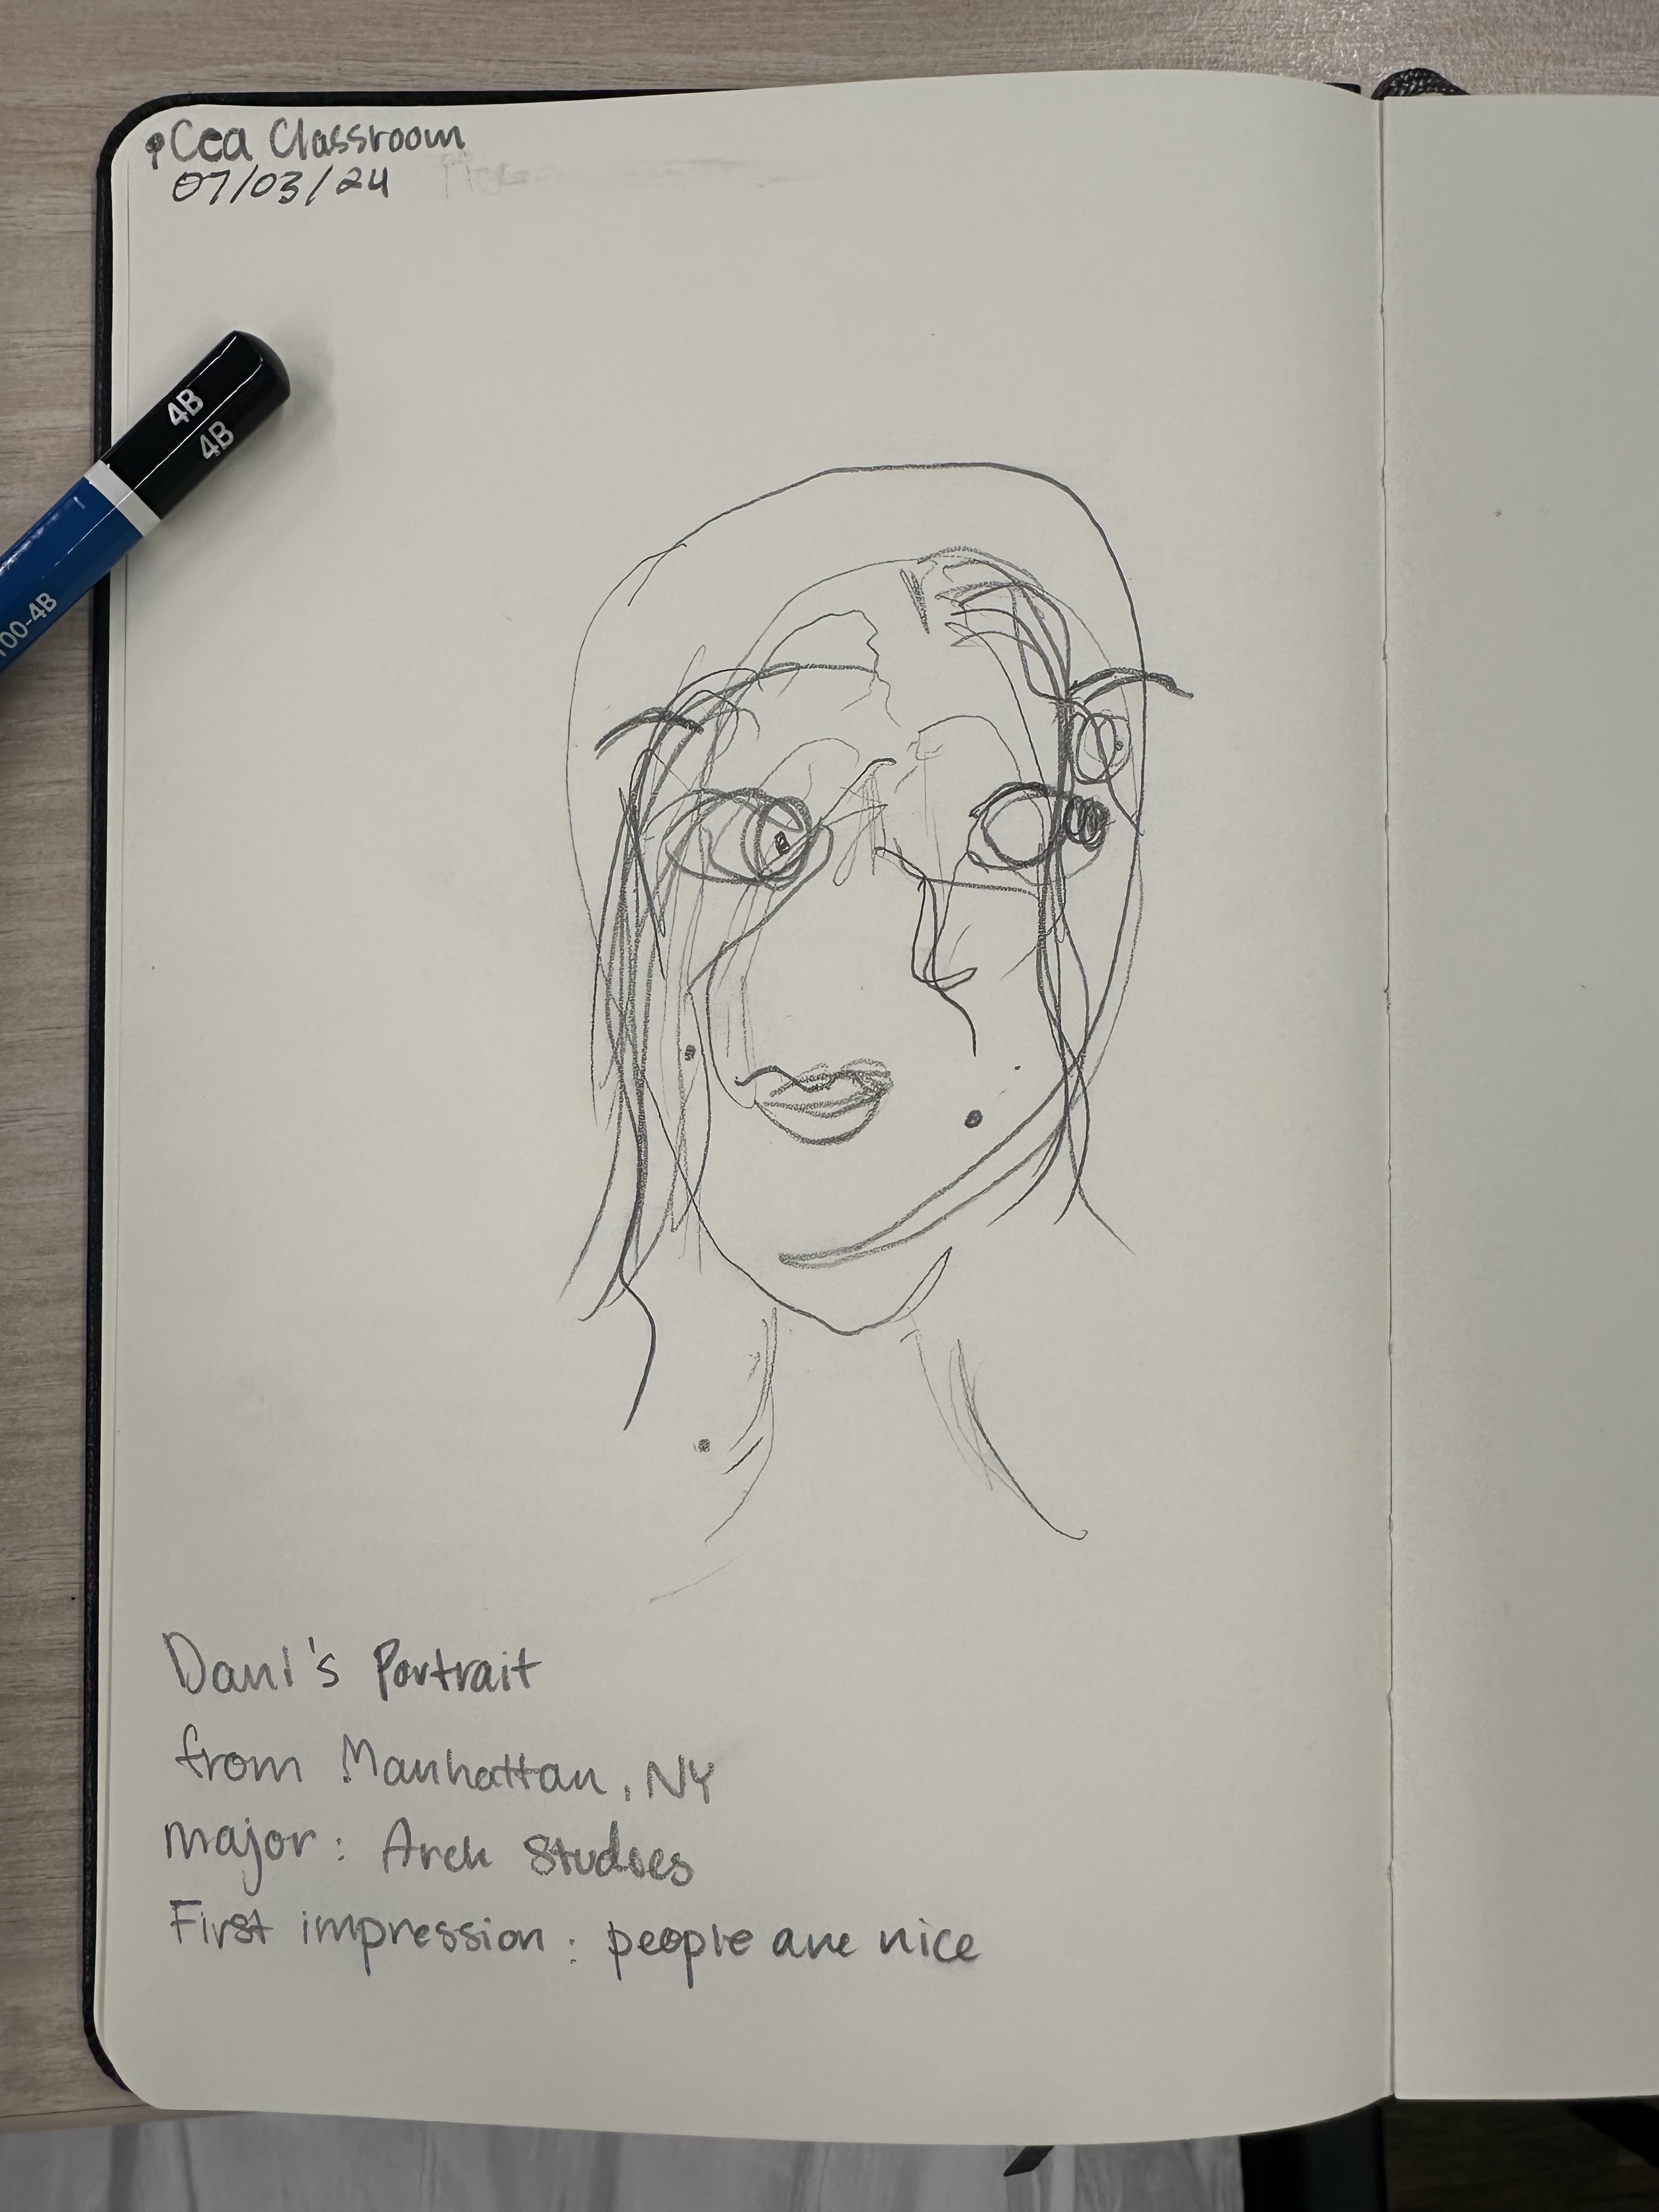 Cea Classroom
07/03/24
4B
4B
100-4B
Dani's Portrait
from Manhattan, NY
major: Arch Studies
First impression: people are nice